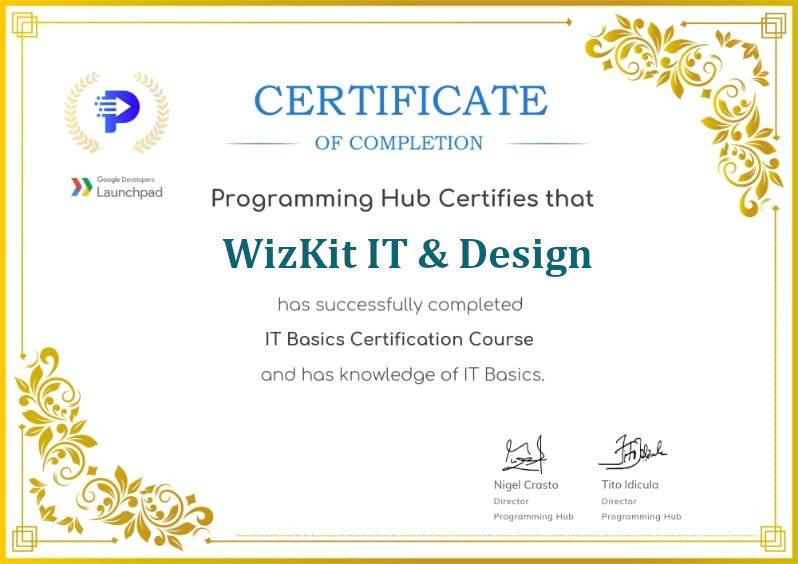 CERTIFICATE
OF COMPLETION
Google Developers
Launchpad
Programming Hub Certifies that
WizKit IT & Design
has successfully completed
IT Basics Certification Course
and has knowledge of IT Basics.
Nigel Crasto
Director
Programming Hub
Tito Idicula
Director
Programming Hub